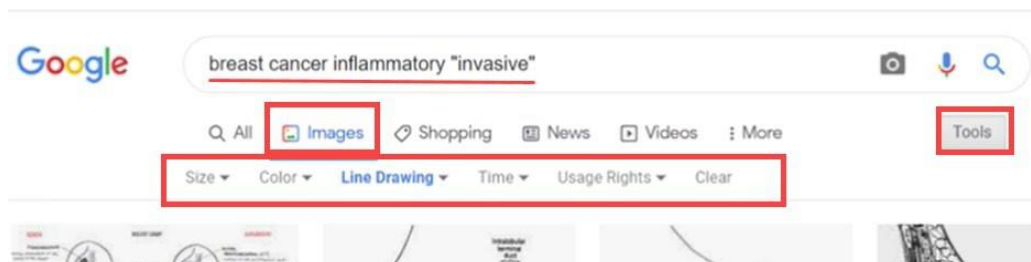 Google
breast cancer inflammatory "invasive"
All Images Shopping News Videos More Tools
Size Color Line Drawing Time Usage Rights Clear